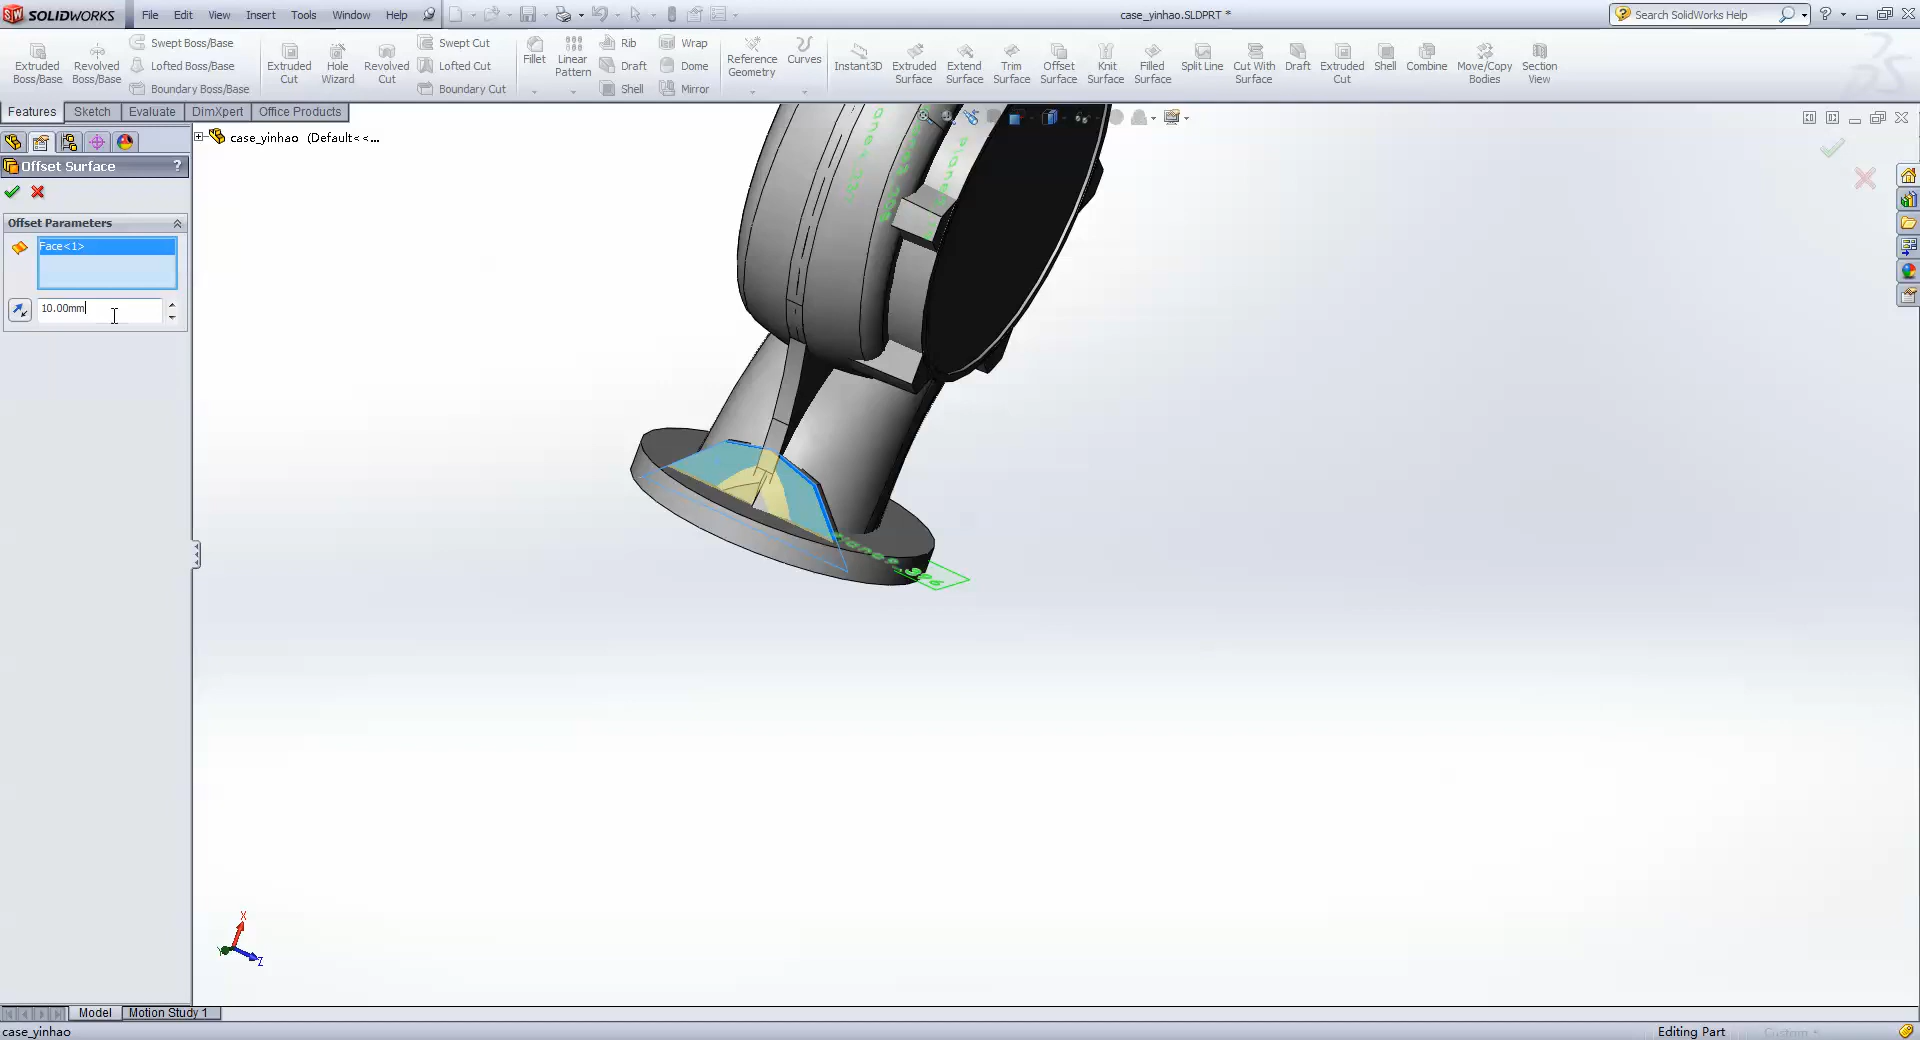 SOLIDWORKS File Edit View Insert Tools Window Help case_yinhao.SLDPRT * Search SolidWorks Help
Extruded Boss/Base
Revolved Boss/Base
Swept Boss/Base
Lofted Boss/Base
Boundary Boss/Base
Extruded Cut
Hole Wizard
Revolved Cut
Swept Cut
Lofted Cut
Boundary Cut
Fillet
Linear Pattern
Rib
Draft
Shell
Wrap
Dome
Mirror
Reference Geometry
Curves
Instant3D
Extruded Surface
Extend Surface
Trim Surface
Offset Surface
Knit Surface
Filled Surface
Split Line
Cut With Surface
Draft
Extruded Cut
Shell
Combine
Move/Copy Bodies
Section View
Features Sketch Evaluate DimXpert Office Products
case_yinhao (Default<<...
Offset Surface ?
Offset Parameters
Face<1>
10.00mm
X
Y
Z
Model Motion Study 1
case_yinhao Editing Part Custom